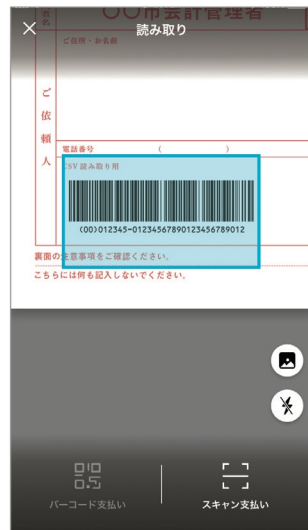 〇〇市会計管理者
読み取り
ご住所・お名前
ご依頼人
電話番号 ( )
CSV 読み取り用
(00)012345-01234567890123456789012
裏面の注意事項をご確認ください。
こちらには何も記入しないでください。
バーコード支払い
スキャン支払い